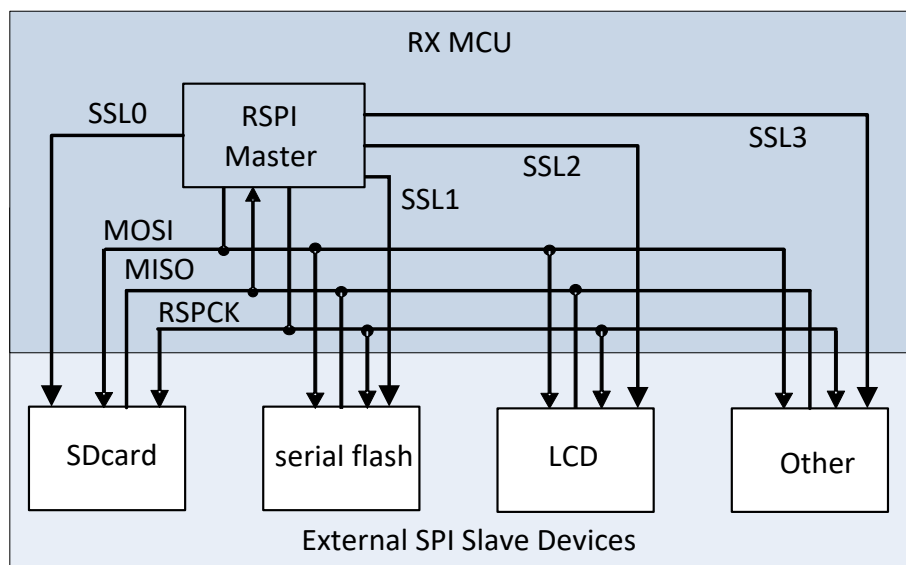 RX MCU
SSL0
RSPI
Master
SSL3
SSL2
SSL1
MOSI
MISO
RSPCK
SDcard
serial flash
LCD
Other
External SPI Slave Devices